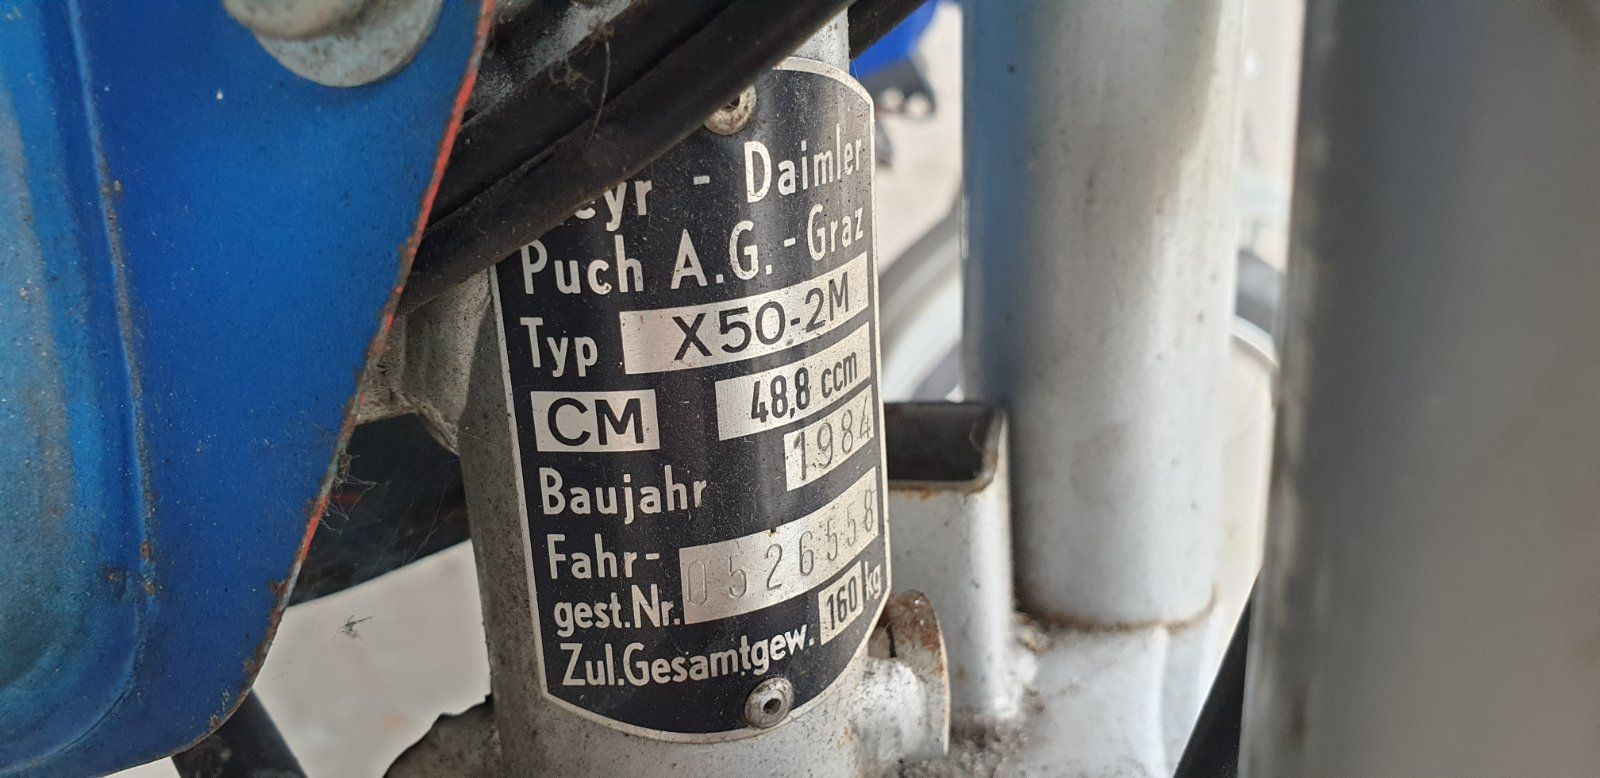 eyr - Daimler
Puch A.G. - Graz
Typ X50-2M
CM 48,8 ccm
Baujahr 1984
Fahr-
gest.Nr. 0526558
Zul.Gesamtgew. 160 kg